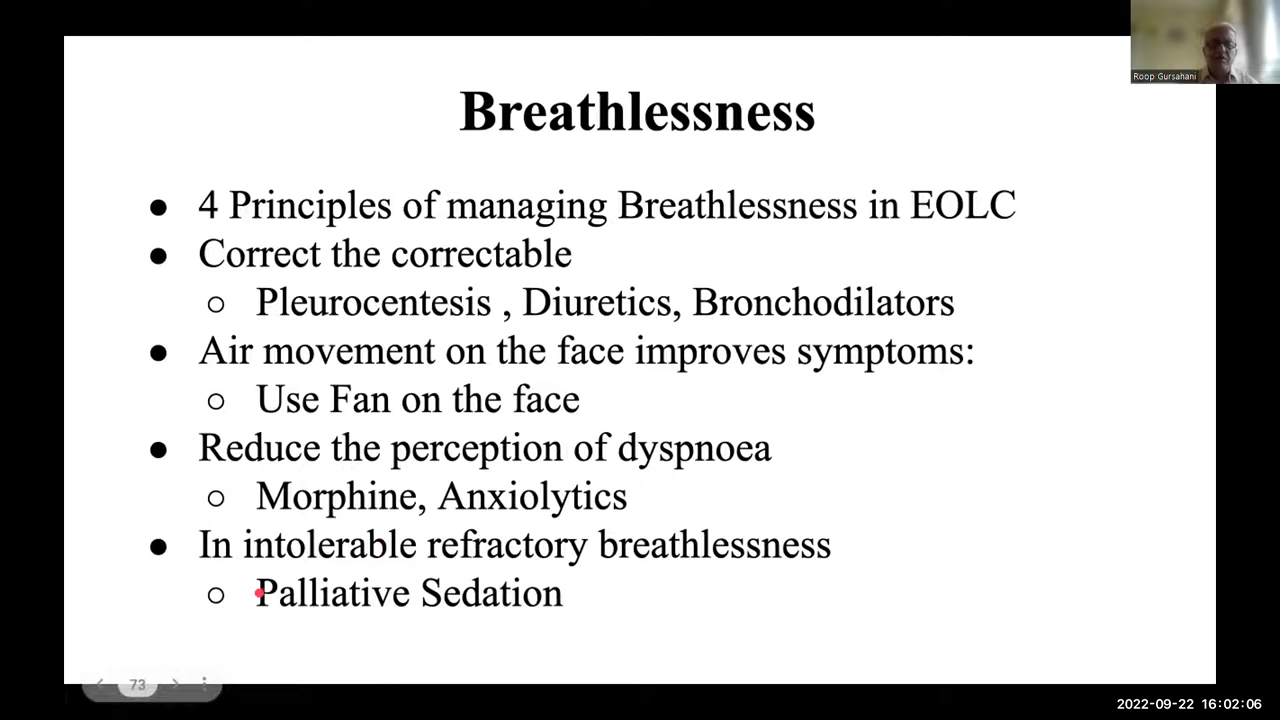 Roop Gursahani
Breathlessness
● 4 Principles of managing Breathlessness in EOLC
● Correct the correctable
○ Pleurocentesis , Diuretics, Bronchodilators
● Air movement on the face improves symptoms:
○ Use Fan on the face
● Reduce the perception of dyspnoea
○ Morphine, Anxiolytics
● In intolerable refractory breathlessness
○ Palliative Sedation
73
2022-09-22 16:02:06